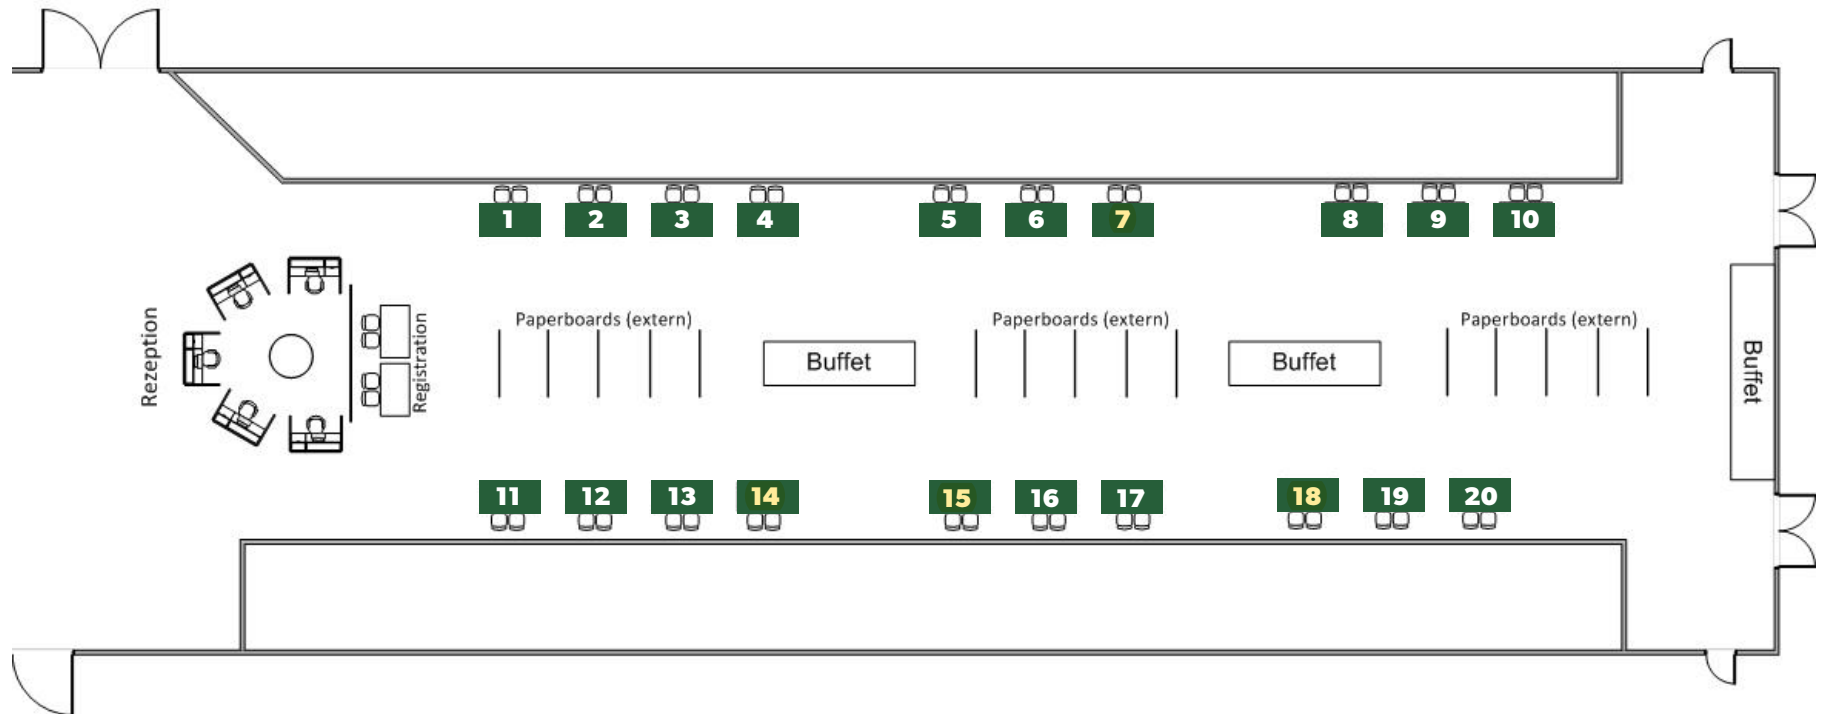 1 2 3 4 5 6 7 8 9 10
Rezeption
Registration
Paperboards (extern)
Buffet
Paperboards (extern)
Buffet
Paperboards (extern)
Buffet
11 12 13 14 15 16 17 18 19 20